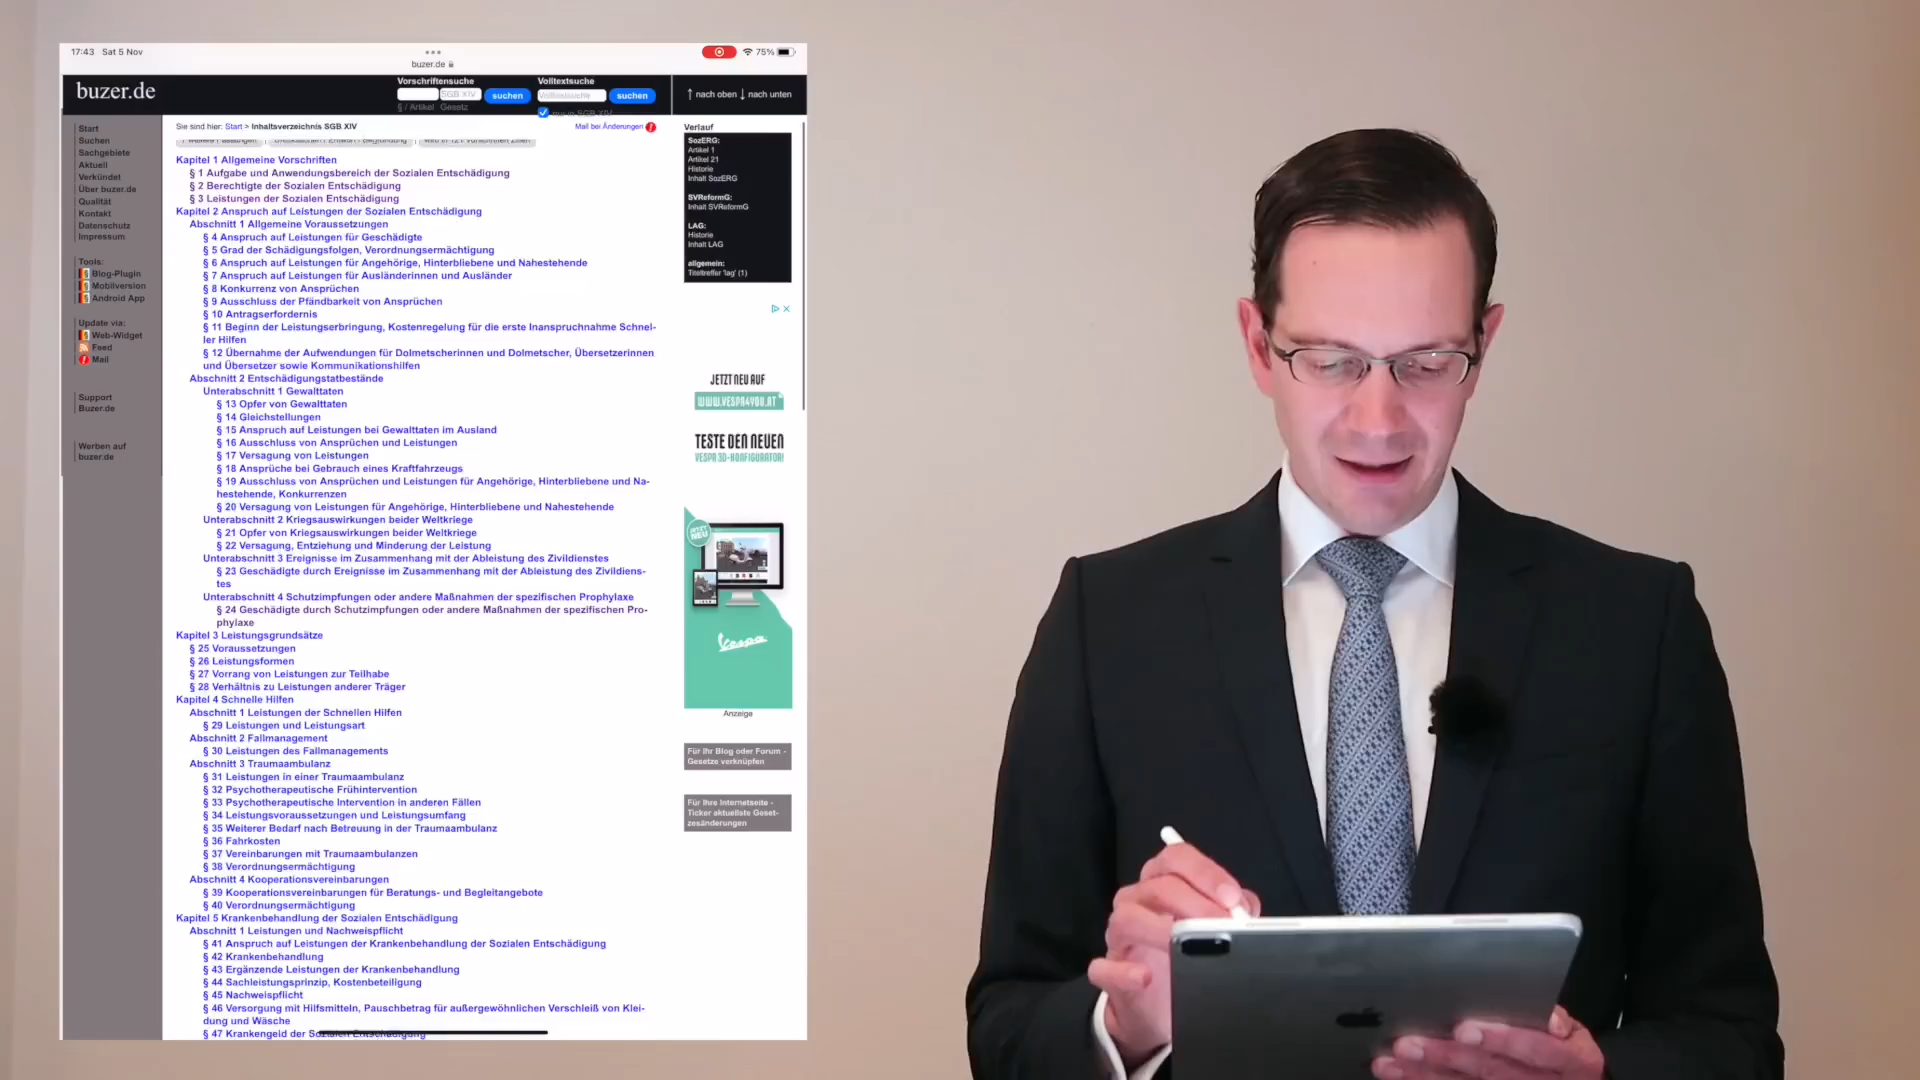 17:43 Sat 5 Nov
75%
buzer.de
buzer.de
Vorschriftensuche
SGB XIV
suchen
§ / Artikel Gesetz
Volltextsuche
suchen
↑ nach oben ↓ nach unten
Start
Suchen
Sachgebiete
Aktuell
Verkündet
Über buzer.de
Qualität
Kontakt
Datenschutz
Impressum
Tools:
Blog-Plugin
Mobilversion
Android App
Update via:
Web-Widget
Feed
Mail
Support
Buzer.de
Werben auf
buzer.de
Sie sind hier: Start > Inhaltsverzeichnis SGB XIV
Mail bei Änderungen
Kapitel 1 Allgemeine Vorschriften
§ 1 Aufgabe und Anwendungsbereich der Sozialen Entschädigung
§ 2 Berechtigte der Sozialen Entschädigung
§ 3 Leistungen der Sozialen Entschädigung
Kapitel 2 Anspruch auf Leistungen der Sozialen Entschädigung
Abschnitt 1 Allgemeine Voraussetzungen
§ 4 Anspruch auf Leistungen für Geschädigte
§ 5 Grad der Schädigungsfolgen, Verordnungsermächtigung
§ 6 Anspruch auf Leistungen für Angehörige, Hinterbliebene und Nahestehende
§ 7 Anspruch auf Leistungen für Ausländerinnen und Ausländer
§ 8 Konkurrenz von Ansprüchen
§ 9 Ausschluss der Pfändbarkeit von Ansprüchen
§ 10 Antragserfordernis
§ 11 Beginn der Leistungserbringung, Kostenregelung für die erste Inanspruchnahme Schnel-
ler Hilfen
§ 12 Übernahme der Aufwendungen für Dolmetscherinnen und Dolmetscher, Übersetzerinnen
und Übersetzer sowie Kommunikationshilfen
Abschnitt 2 Entschädigungstatbestände
Unterabschnitt 1 Gewalttaten
§ 13 Opfer von Gewalttaten
§ 14 Gleichstellungen
§ 15 Anspruch auf Leistungen bei Gewalttaten im Ausland
§ 16 Ausschluss von Ansprüchen und Leistungen
§ 17 Versagung von Leistungen
§ 18 Ansprüche bei Gebrauch eines Kraftfahrzeugs
§ 19 Ausschluss von Ansprüchen und Leistungen für Angehörige, Hinterbliebene und Na-
hestehende, Konkurrenzen
§ 20 Versagung von Leistungen für Angehörige, Hinterbliebene und Nahestehende
Unterabschnitt 2 Kriegsauswirkungen beider Weltkriege
§ 21 Opfer von Kriegsauswirkungen beider Weltkriege
§ 22 Versagung, Entziehung und Minderung der Leistung
Unterabschnitt 3 Ereignisse im Zusammenhang mit der Ableistung des Zivildienstes
§ 23 Geschädigte durch Ereignisse im Zusammenhang mit der Ableistung des Zivildiens-
tes
Unterabschnitt 4 Schutzimpfungen oder andere Maßnahmen der spezifischen Prophylaxe
§ 24 Geschädigte durch Schutzimpfungen oder andere Maßnahmen der spezifischen Pro-
phylaxe
Kapitel 3 Leistungsgrundsätze
§ 25 Voraussetzungen
§ 26 Leistungsformen
§ 27 Vorrang von Leistungen zur Teilhabe
§ 28 Verhältnis zu Leistungen anderer Träger
Kapitel 4 Schnelle Hilfen
Abschnitt 1 Leistungen der Schnellen Hilfen
§ 29 Leistungen und Leistungsart
Abschnitt 2 Fallmanagement
§ 30 Leistungen des Fallmanagements
Abschnitt 3 Traumaambulanz
§ 31 Leistungen in einer Traumaambulanz
§ 32 Psychotherapeutische Frühintervention
§ 33 Psychotherapeutische Intervention in anderen Fällen
§ 34 Leistungsvoraussetzungen und Leistungsumfang
§ 35 Weiterer Bedarf nach Betreuung in der Traumaambulanz
§ 36 Fahrkosten
§ 37 Vereinbarungen mit Traumaambulanzen
§ 38 Verordnungsermächtigung
Abschnitt 4 Kooperationsvereinbarungen
§ 39 Kooperationsvereinbarungen für Beratungs- und Begleitangebote
§ 40 Verordnungsermächtigung
Kapitel 5 Krankenbehandlung der Sozialen Entschädigung
Abschnitt 1 Leistungen und Nachweispflicht
§ 41 Anspruch auf Leistungen der Krankenbehandlung der Sozialen Entschädigung
§ 42 Krankenbehandlung
§ 43 Ergänzende Leistungen der Krankenbehandlung
§ 44 Sachleistungsprinzip, Kostenbeteiligung
§ 45 Nachweispflicht
§ 46 Versorgung mit Hilfsmitteln, Pauschbetrag für außergewöhnlichen Verschleiß von Klei-
dung und Wäsche
§ 47 Krankengeld der Sozialen Entschädigung
Verlauf
SozERG:
Artikel 1
Artikel 21
Historie
Inhalt SozERG
SVReformG:
Inhalt SVReformG
LAG:
Historie
Inhalt LAG
allgemein:
Titeltreffer 'lag' (1)
JETZT NEU AUF
WWW.VESPA4YOU.AT
TESTE DEN NEUEN
VESPA 3D-KONFIGURATOR!
JETZT NEU
Vespa
Anzeige
Für Ihr Blog oder Forum -
Gesetze verknüpfen
Für Ihre Internetseite -
Ticker aktuellste Geset-
zesänderungen